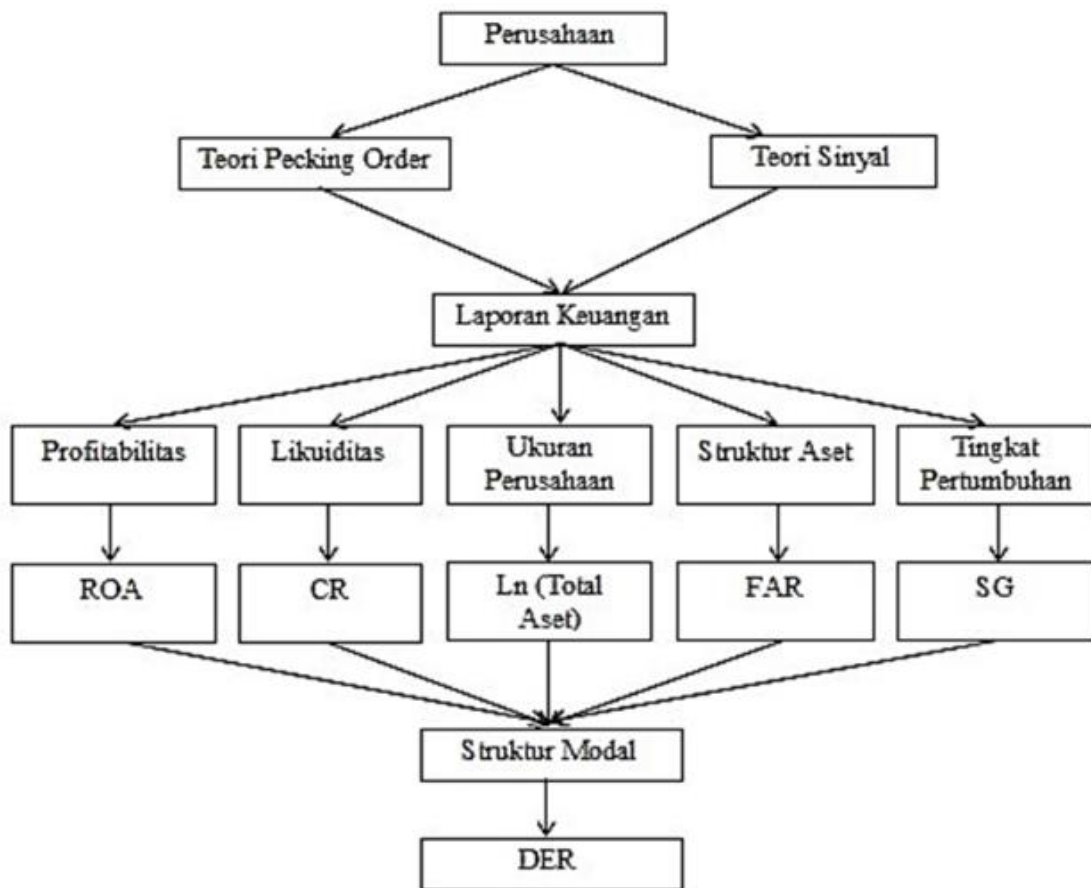 Perusahaan
Teori Pecking Order
Teori Sinyal
Laporan Keuangan
Profitabilitas
Likuiditas
Ukuran
Perusahaan
Struktur Aset
Tingkat
Pertumbuhan
ROA
CR
Ln (Total
Aset)
FAR
SG
Struktur Modal
DER